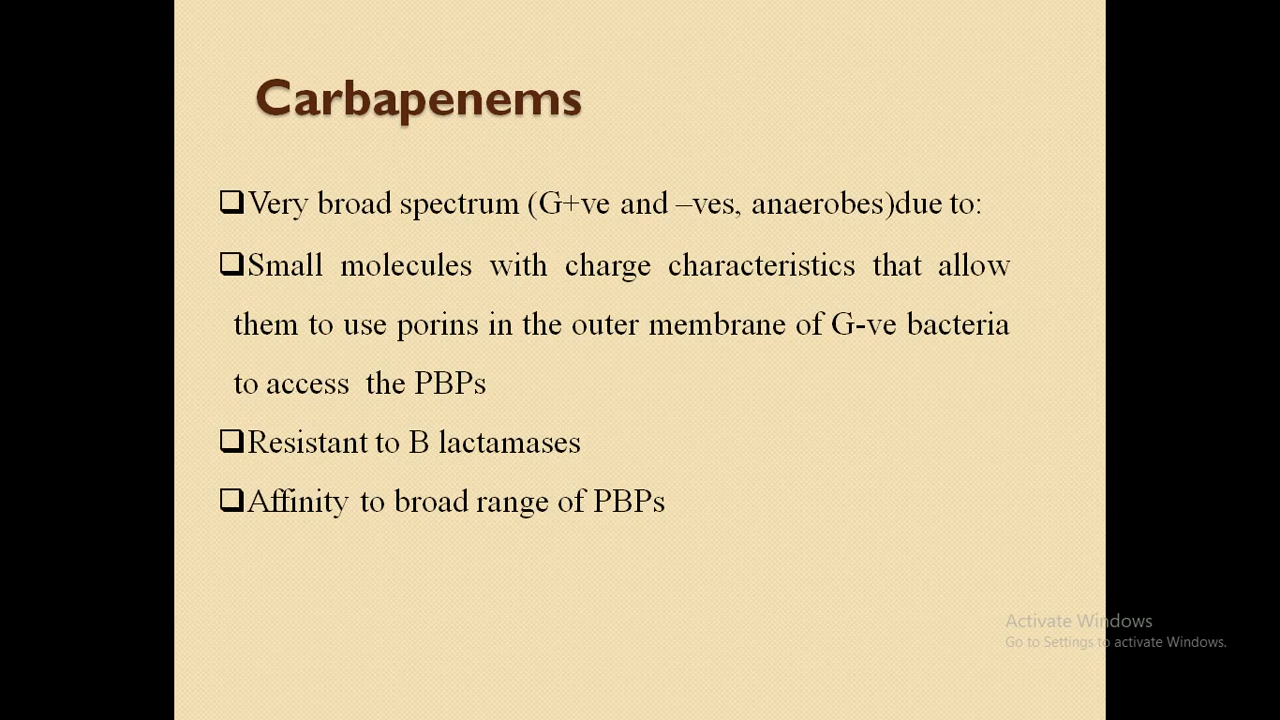 Carbapenems
❑Very broad spectrum (G+ve and –ves, anaerobes)due to:
❑Small molecules with charge characteristics that allow
them to use porins in the outer membrane of G-ve bacteria
to access the PBPs
❑Resistant to B lactamases
❑Affinity to broad range of PBPs
Activate Windows
Go to Settings to activate Windows.